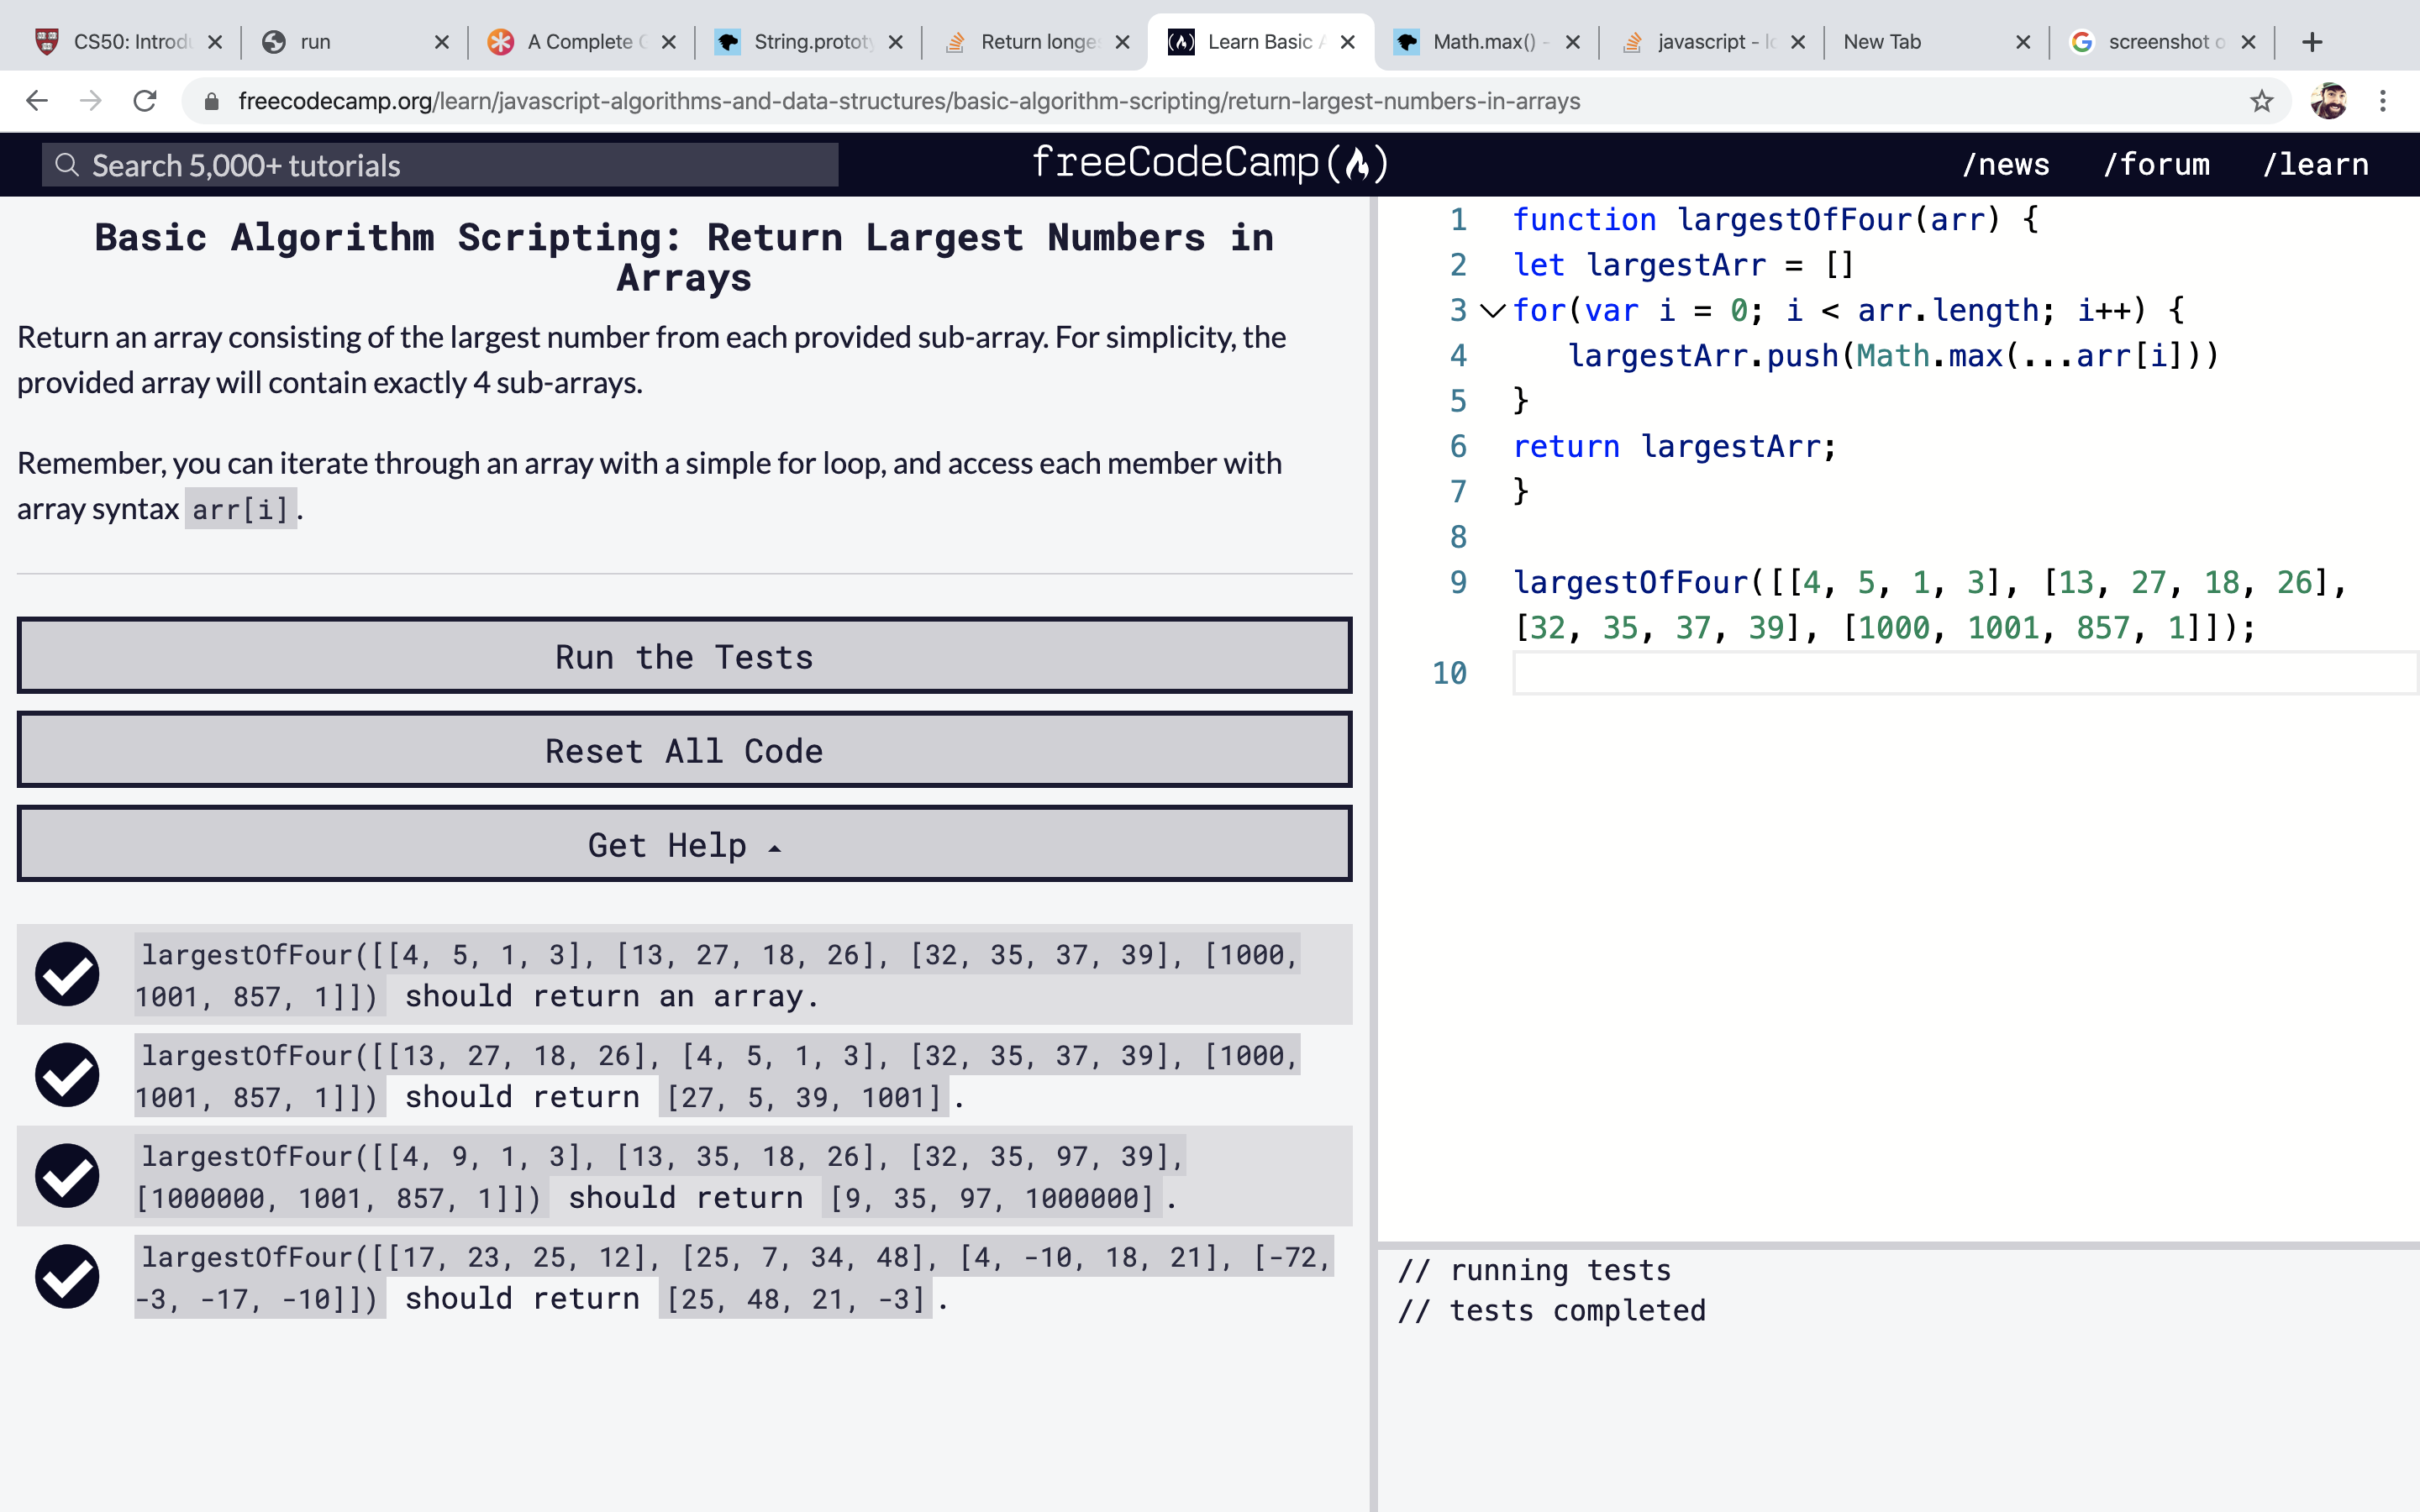 CS50: Introdu
run
A Complete G
String.prototy
Return longe
Learn Basic A
Math.max() -
javascript - lo
New Tab
screenshot o
freecodecamp.org/learn/javascript-algorithms-and-data-structures/basic-algorithm-scripting/return-largest-numbers-in-arrays
Search 5,000+ tutorials
freeCodeCamp
/news
/forum
/learn
Basic Algorithm Scripting: Return Largest Numbers in
Arrays
Return an array consisting of the largest number from each provided sub-array. For simplicity, the
provided array will contain exactly 4 sub-arrays.
Remember, you can iterate through an array with a simple for loop, and access each member with
array syntax arr[i].
Run the Tests
Reset All Code
Get Help
largestOfFour([[4, 5, 1, 3], [13, 27, 18, 26], [32, 35, 37, 39], [1000,
1001, 857, 1]]) should return an array.
largestOfFour([[13, 27, 18, 26], [4, 5, 1, 3], [32, 35, 37, 39], [1000,
1001, 857, 1]]) should return [27, 5, 39, 1001].
largestOfFour([[4, 9, 1, 3], [13, 35, 18, 26], [32, 35, 97, 39],
[1000000, 1001, 857, 1]]) should return [9, 35, 97, 1000000].
largestOfFour([[17, 23, 25, 12], [25, 7, 34, 48], [4, -10, 18, 21], [-72,
-3, -17, -10]]) should return [25, 48, 21, -3].
1 function largestOfFour(arr) {
2 let largestArr = []
3 for(var i = 0; i < arr.length; i++) {
4 largestArr.push(Math.max(...arr[i]))
5 }
6 return largestArr;
7 }
8
9 largestOfFour([[4, 5, 1, 3], [13, 27, 18, 26],
[32, 35, 37, 39], [1000, 1001, 857, 1]]);
10
// running tests
// tests completed